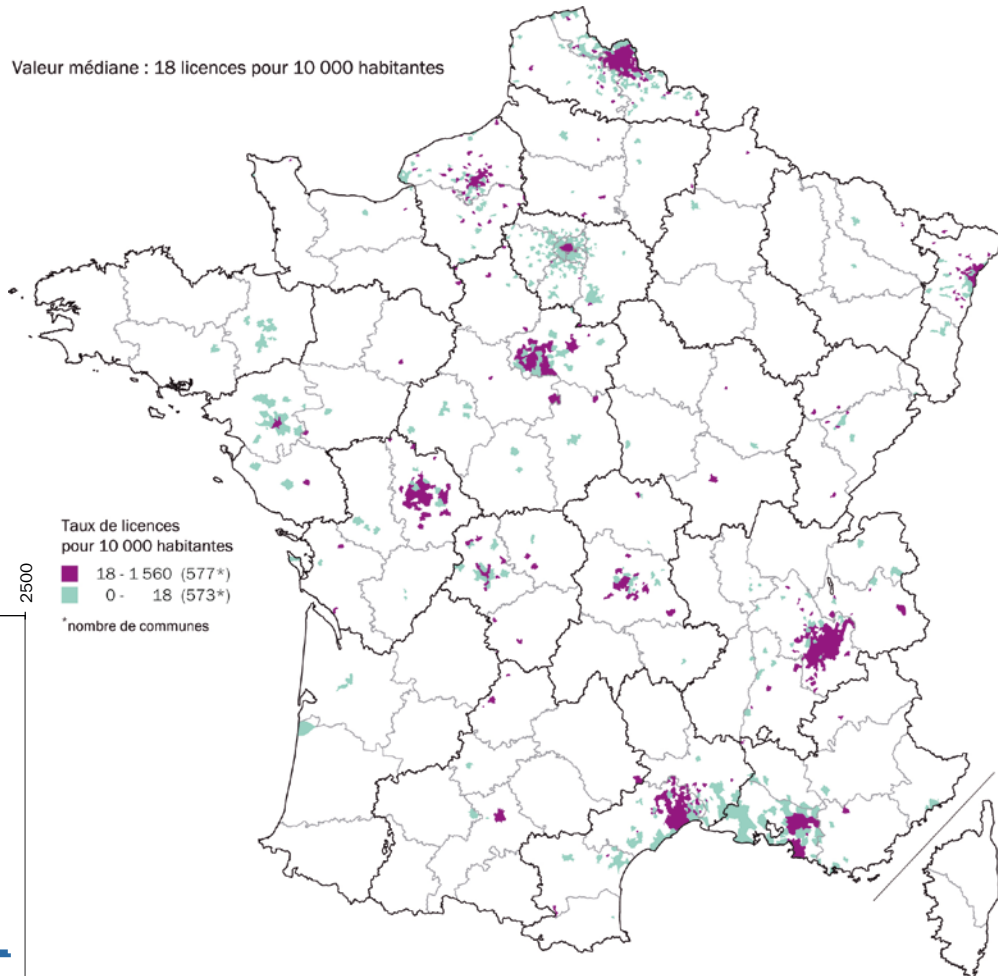 Valeur médiane : 18 licences pour 10 000 habitantes
Taux de licences
pour 10 000 habitantes
18 - 1 560 (577*)
0 - 18 (573*)
*nombre de communes
2500